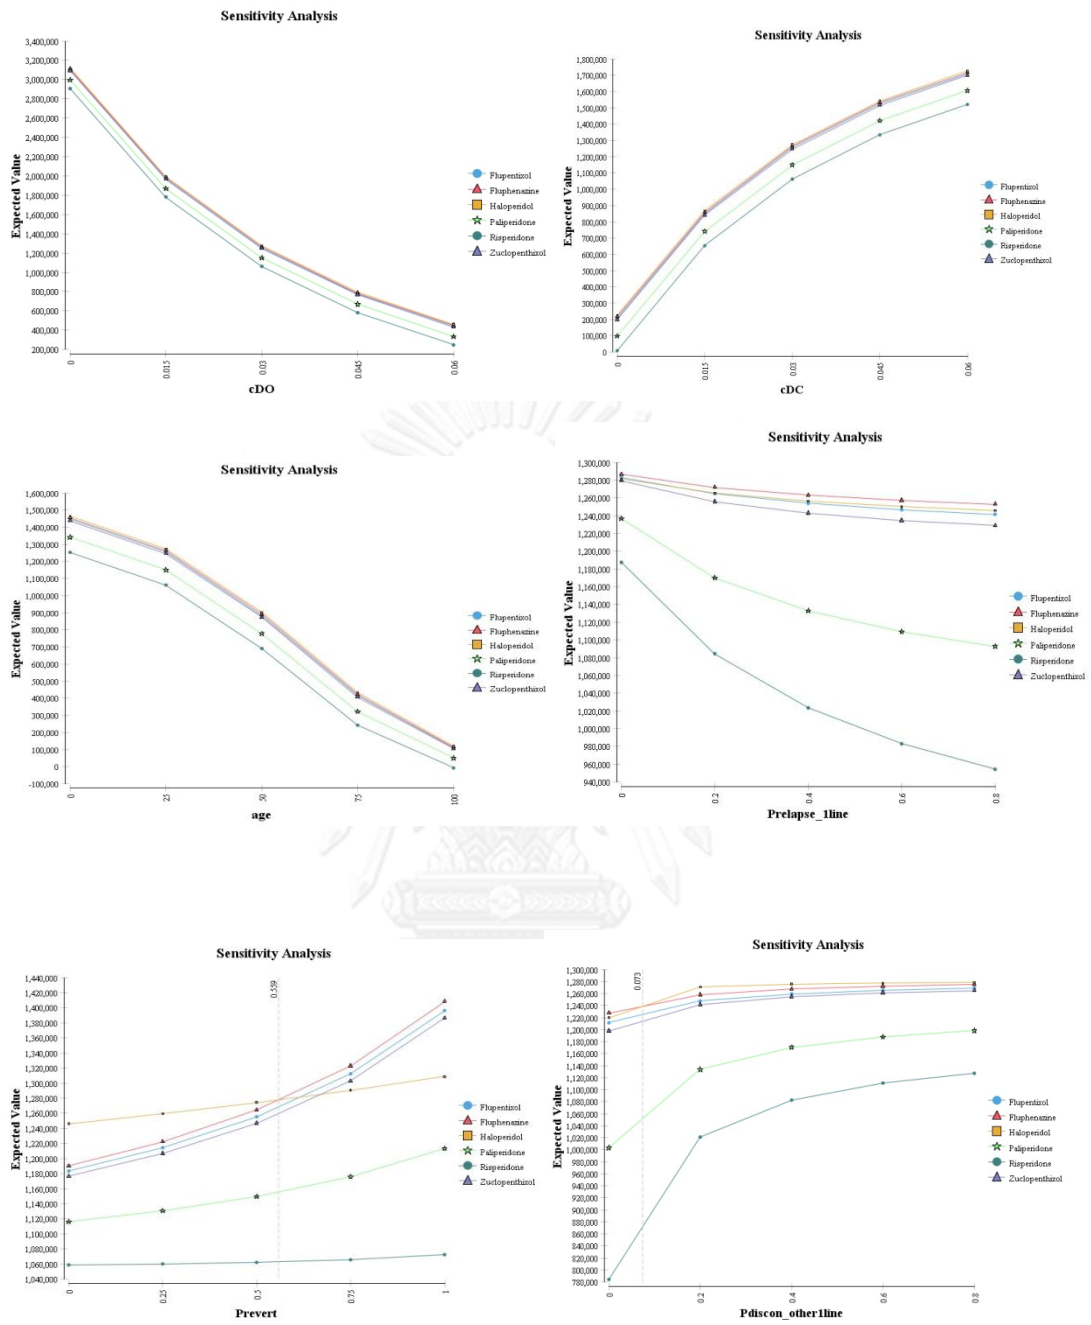 Sensitivity Analysis
3,400,000
3,200,000
3,000,000
2,800,000
2,600,000
2,400,000
2,200,000
2,000,000
1,800,000
1,600,000
1,400,000
1,200,000
1,000,000
800,000
600,000
400,000
200,000
Expected Value
0
0.015
0.03
0.045
0.06
cDO
Flupentixol
Fluphenazine
Haloperidol
Paliperidone
Risperidone
Zuclopenthixol
Sensitivity Analysis
1,800,000
1,700,000
1,600,000
1,500,000
1,400,000
1,300,000
1,200,000
1,100,000
1,000,000
900,000
800,000
700,000
600,000
500,000
400,000
300,000
200,000
100,000
0
Expected Value
0
0.015
0.03
0.045
0.06
cDC
Flupentixol
Fluphenazine
Haloperidol
Paliperidone
Risperidone
Zuclopenthixol
Sensitivity Analysis
1,600,000
1,500,000
1,400,000
1,300,000
1,200,000
1,100,000
1,000,000
900,000
800,000
700,000
600,000
500,000
400,000
300,000
200,000
100,000
0
-100,000
Expected Value
0
25
50
75
100
age
Flupentixol
Fluphenazine
Haloperidol
Paliperidone
Risperidone
Zuclopenthixol
Sensitivity Analysis
1,300,000
1,280,000
1,260,000
1,240,000
1,220,000
1,200,000
1,180,000
1,160,000
1,140,000
1,120,000
1,100,000
1,080,000
1,060,000
1,040,000
1,020,000
1,000,000
980,000
960,000
940,000
Expected Value
0
0.2
0.4
0.6
0.8
Prelapse_1line
Flupentixol
Fluphenazine
Haloperidol
Paliperidone
Risperidone
Zuclopenthixol
Sensitivity Analysis
1,440,000
1,420,000
1,400,000
1,380,000
1,360,000
1,340,000
1,320,000
1,300,000
1,280,000
1,260,000
1,240,000
1,220,000
1,200,000
1,180,000
1,160,000
1,140,000
1,120,000
1,100,000
1,080,000
1,060,000
1,040,000
Expected Value
0.559
0
0.25
0.5
0.75
1
Prevert
Flupentixol
Fluphenazine
Haloperidol
Paliperidone
Risperidone
Zuclopenthixol
Sensitivity Analysis
1,300,000
1,280,000
1,260,000
1,240,000
1,220,000
1,200,000
1,180,000
1,160,000
1,140,000
1,120,000
1,100,000
1,080,000
1,060,000
1,040,000
1,020,000
1,000,000
980,000
960,000
940,000
920,000
900,000
880,000
860,000
840,000
820,000
800,000
780,000
Expected Value
0.073
0
0.2
0.4
0.6
0.8
Pdiscon_other1line
Flupentixol
Fluphenazine
Haloperidol
Paliperidone
Risperidone
Zuclopenthixol